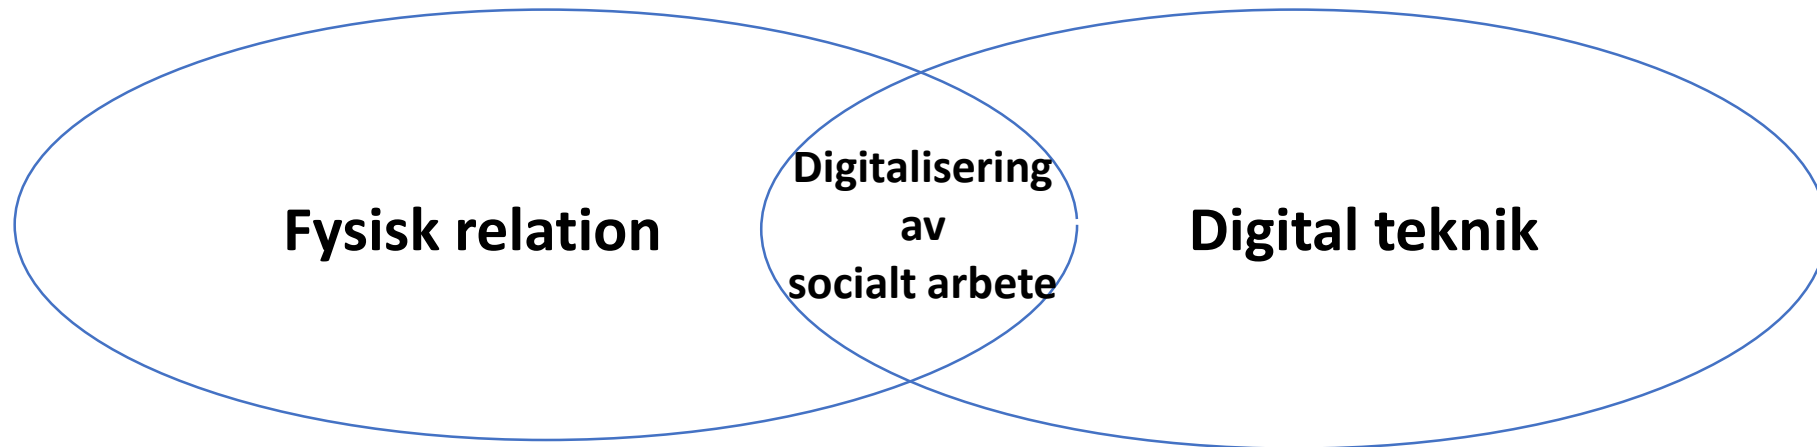 Fysisk relation
Digitalisering
av
socialt arbete
Digital teknik